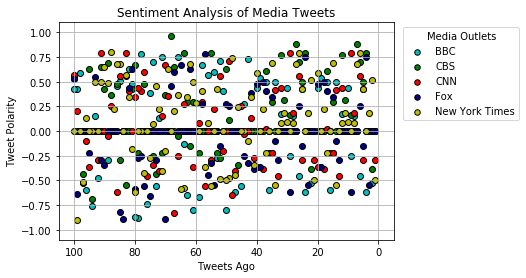 Sentiment Analysis of Media Tweets
1.00
0.75
0.50
0.25
0.00
−0.25
−0.50
−0.75
−1.00
Tweet Polarity
100
80
60
40
20
0
Tweets Ago
Media Outlets
BBC
CBS
CNN
Fox
New York Times